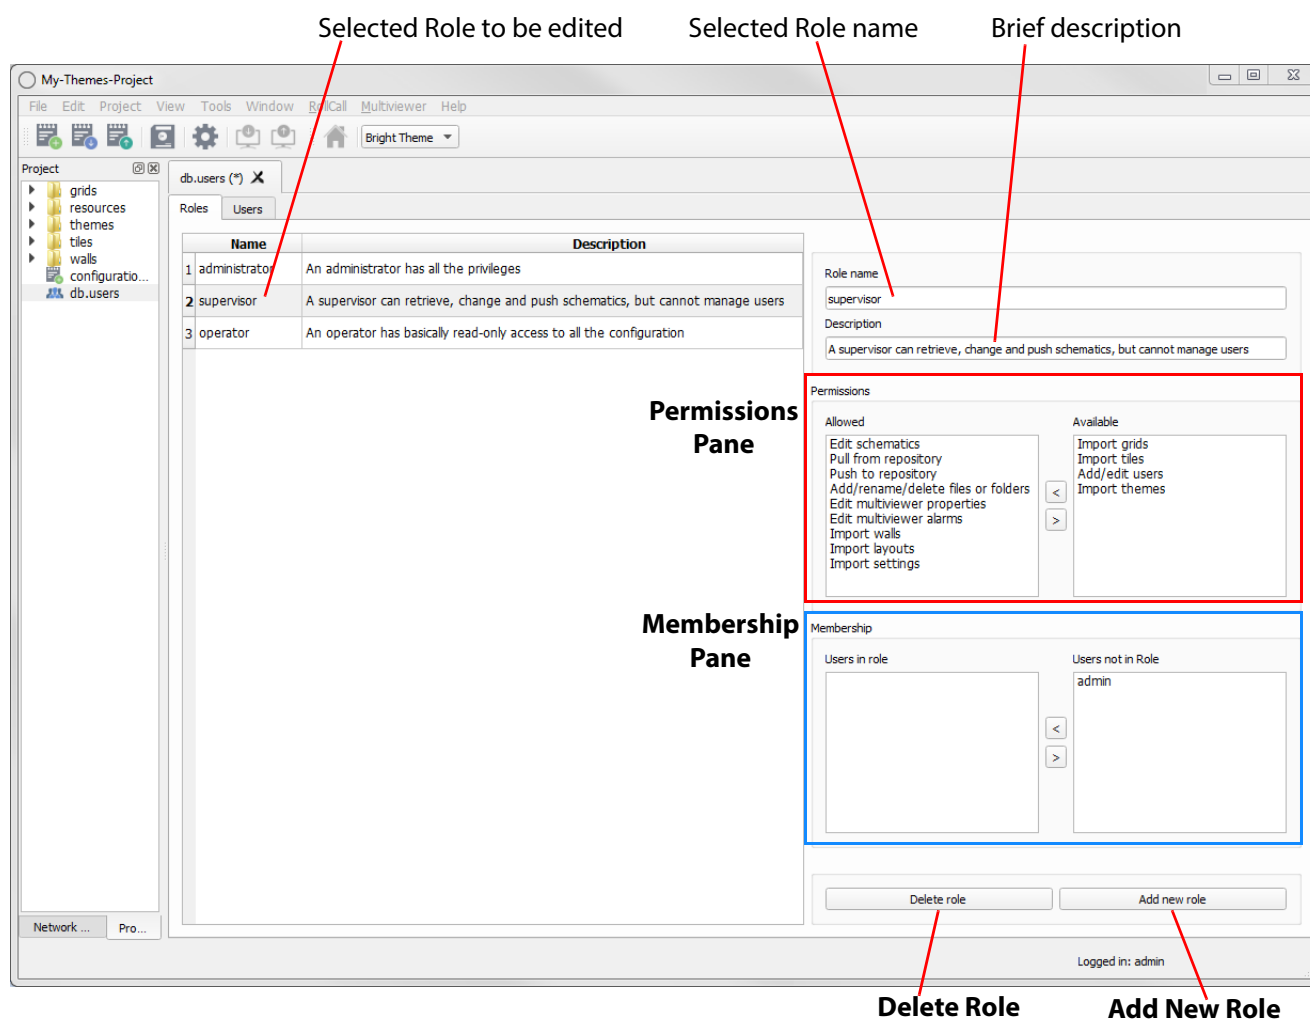 Selected Role to be edited
Selected Role name
Brief description
My-Themes-Project
File Edit Project View Tools Window RollCall Multiviewer Help
Bright Theme
Project
grids
resources
themes
tiles
walls
configuratio...
db.users
db.users (*)
Roles Users
Name Description
1 administrator An administrator has all the privileges
2 supervisor A supervisor can retrieve, change and push schematics, but cannot manage users
3 operator An operator has basically read-only access to all the configuration
Role name
supervisor
Description
A supervisor can retrieve, change and push schematics, but cannot manage users
Permissions
Pane
Permissions
Allowed
Edit schematics
Pull from repository
Push to repository
Add/rename/delete files or folders
Edit multiviewer properties
Edit multiviewer alarms
Import walls
Import layouts
Import settings
<
>
Available
Import grids
Import tiles
Add/edit users
Import themes
Membership
Pane
Membership
Users in role
<
>
Users not in Role
admin
Delete role
Add new role
Network ... Pro...
Logged in: admin
Delete Role
Add New Role